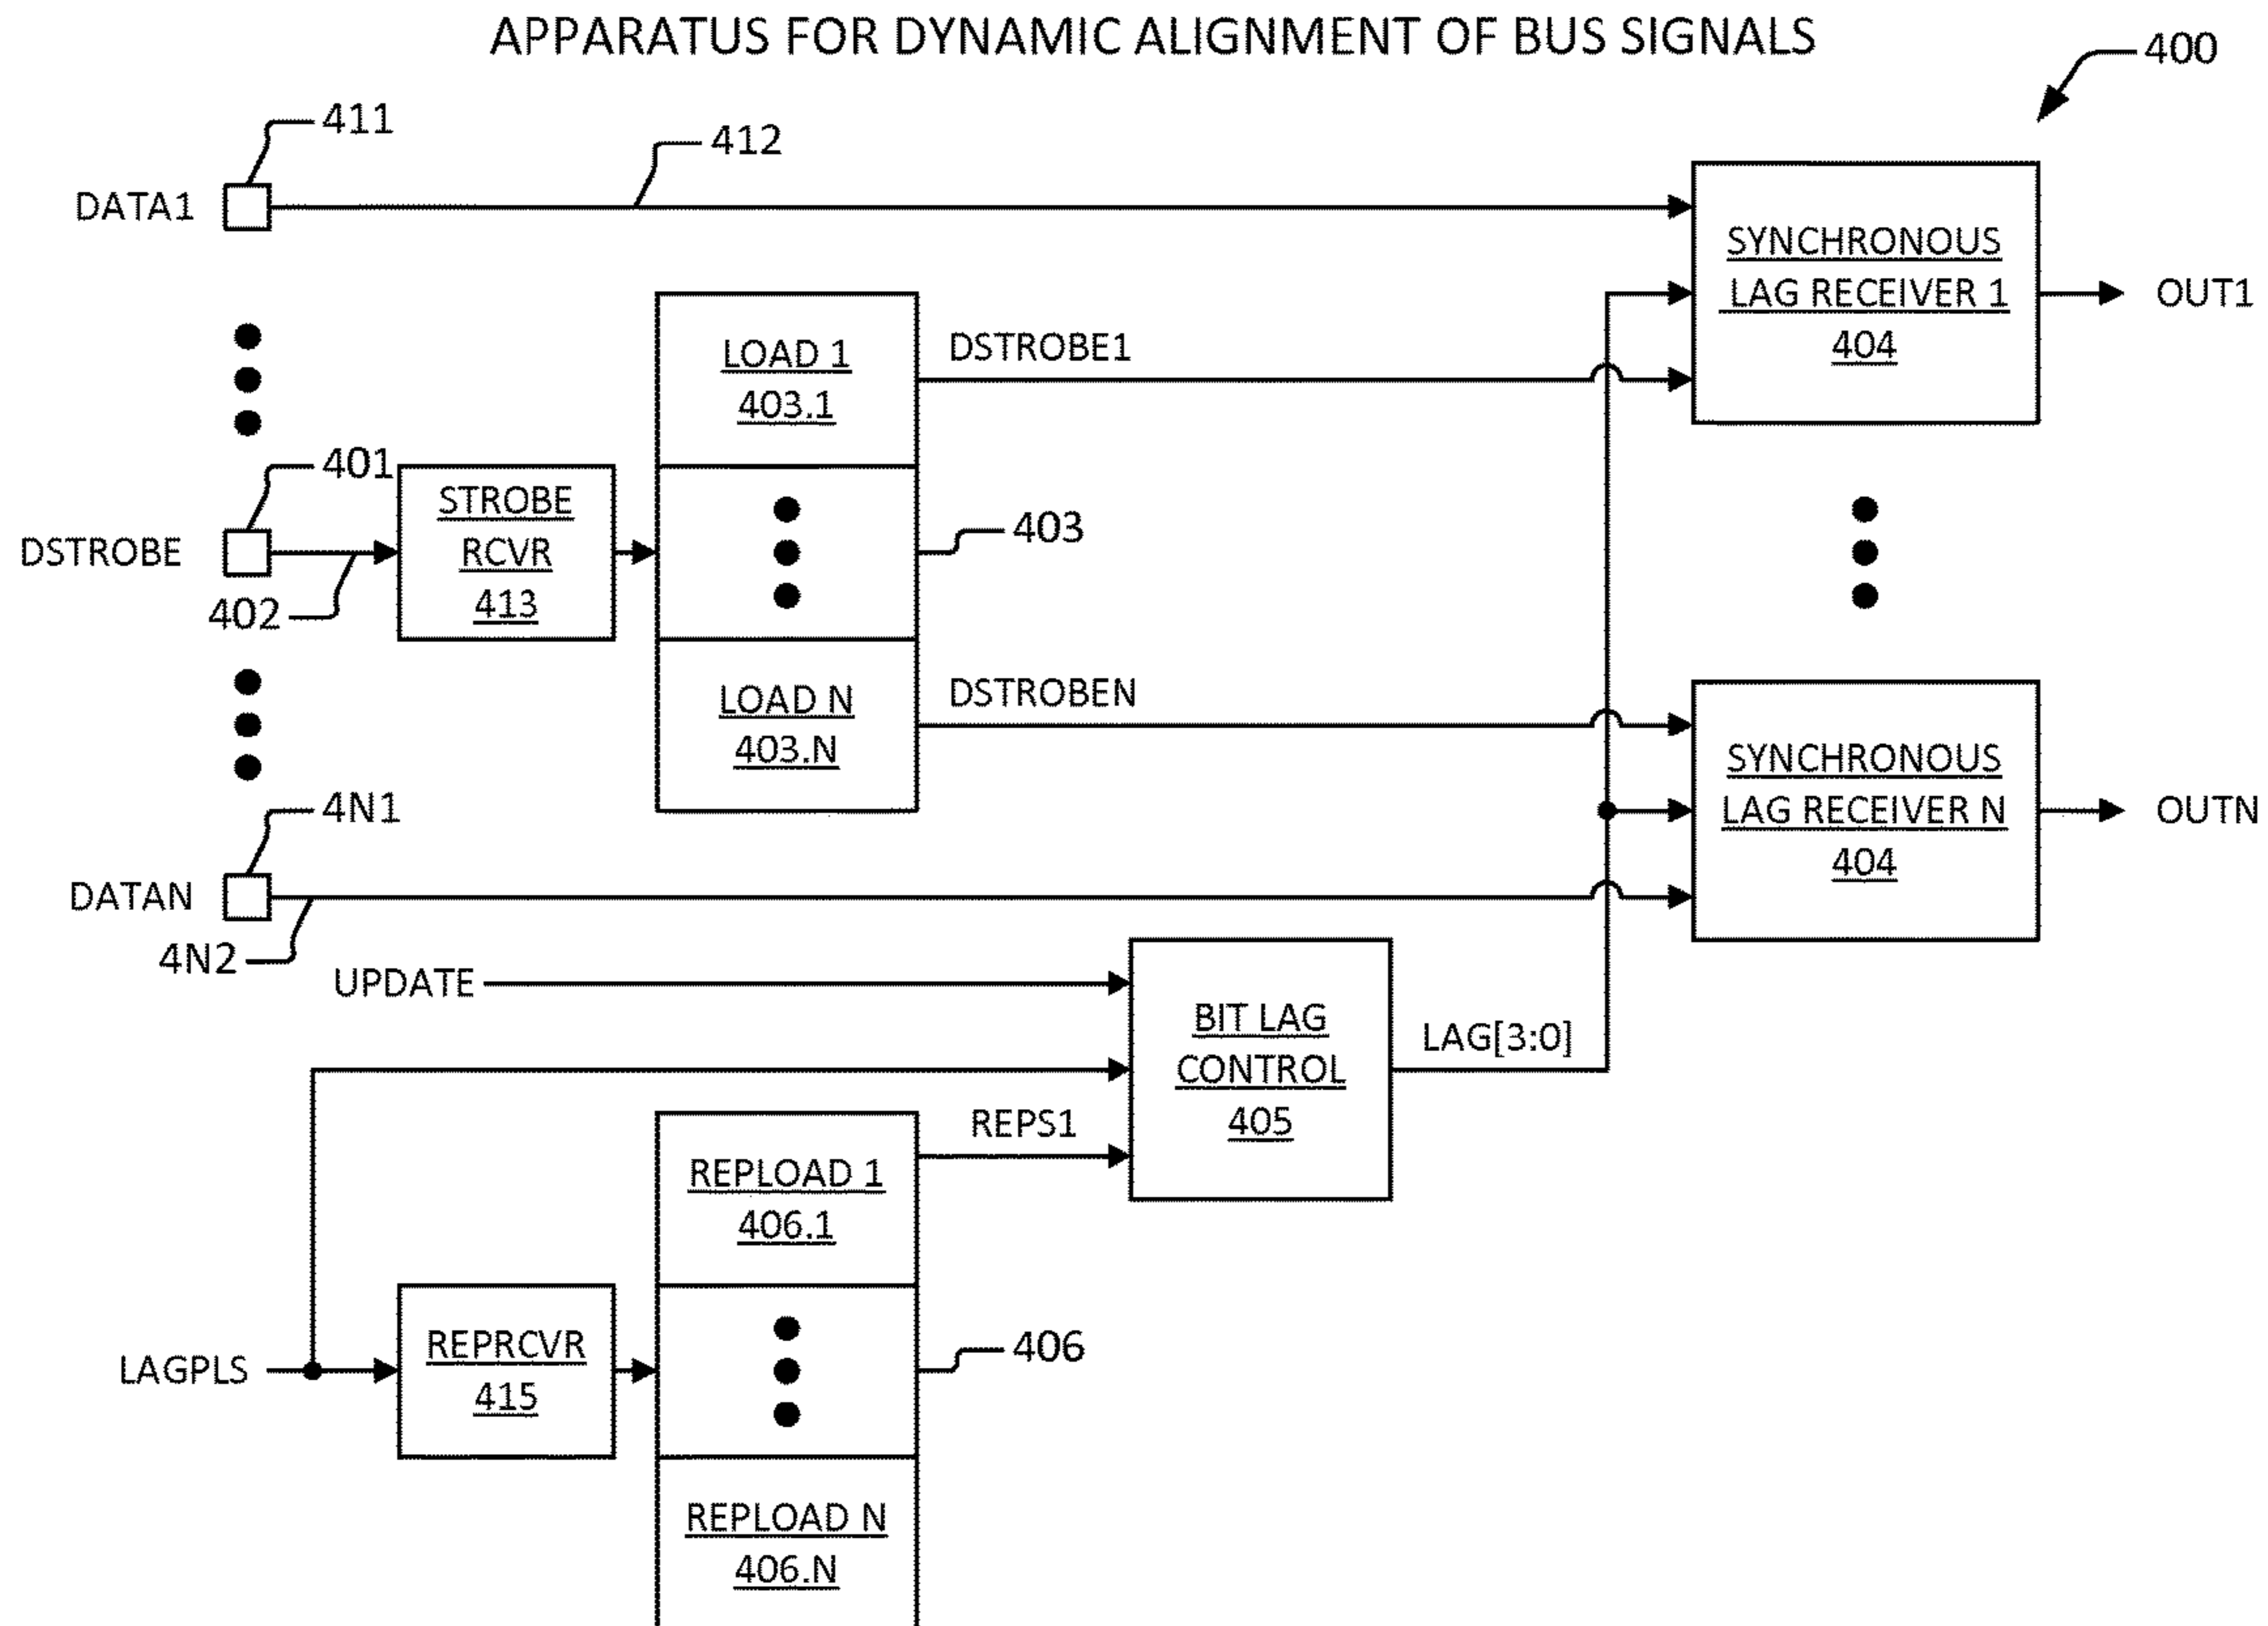 APPARATUS FOR DYNAMIC ALIGNMENT OF BUS SIGNALS
400
411
412
DATA1
SYNCHRONOUS
LAG RECEIVER 1
404
OUT1
LOAD 1
403.1
DSTROBE1
401
STROBE
RCVR
413
DSTROBE
402
403
LOAD N
403.N
DSTROBEN
SYNCHRONOUS
LAG RECEIVER N
404
OUTN
4N1
DATAN
4N2
UPDATE
BIT LAG
CONTROL
405
LAG[3:0]
REPS1
REPLOAD 1
406.1
LAGPLS
REPRCVR
415
406
REPLOAD N
406.N